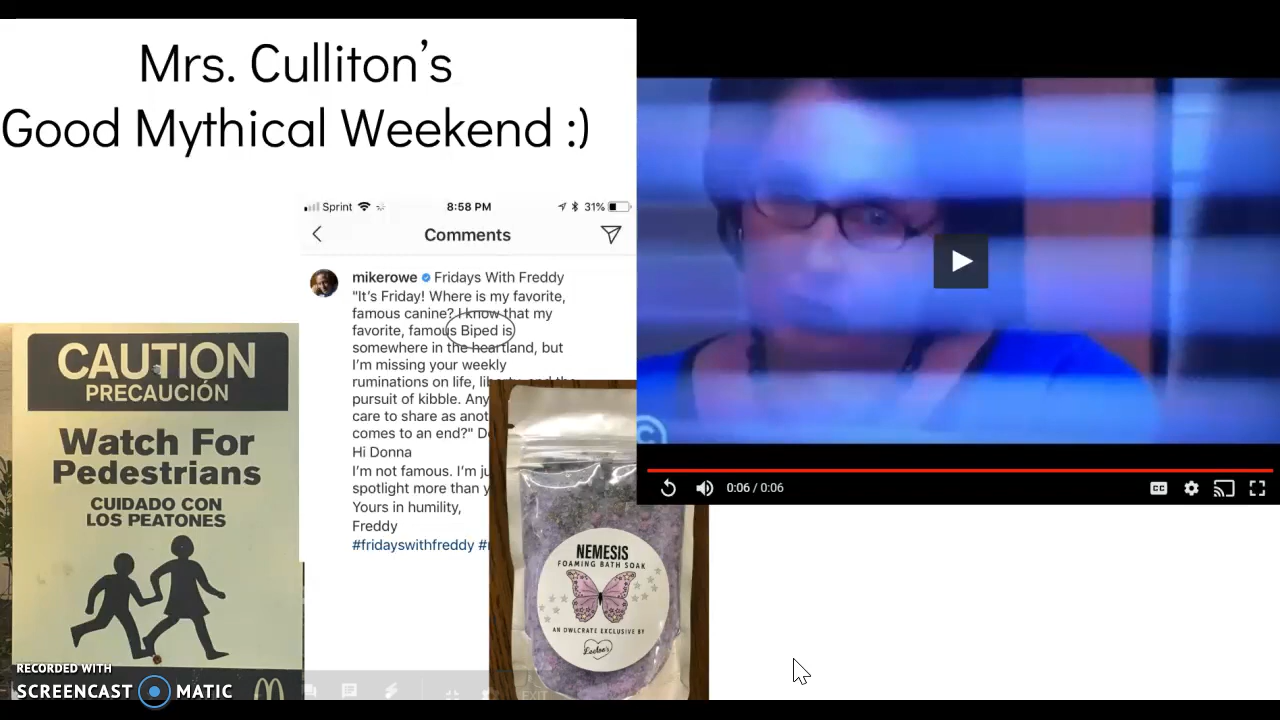 Mrs. Culliton's
Good Mythical Weekend :)
Sprint
8:58 PM
31%
Comments
mikerowe Fridays With Freddy
"It's Friday! Where is my favorite,
famous canine? I know that my
favorite, famous Biped is
somewhere in the heartland, but
I'm missing your weekly
ruminations on life,
pursuit of kibble.
care to share as
comes to an end?"
Hi Donna
I'm not famous. I'm
spotlight more than
Yours in humility,
Freddy
#fridayswithfreddy
CAUTION
PRECAUCIÓN
Watch For
Pedestrians
CUIDADO CON
LOS PEATONES
RECORDED WITH
SCREENCAST MATIC
NEMESIS
FOAMING BATH SOAK
AN OWLCRATE EXCLUSIVE BY
0:06 / 0:06
CC
EXIT